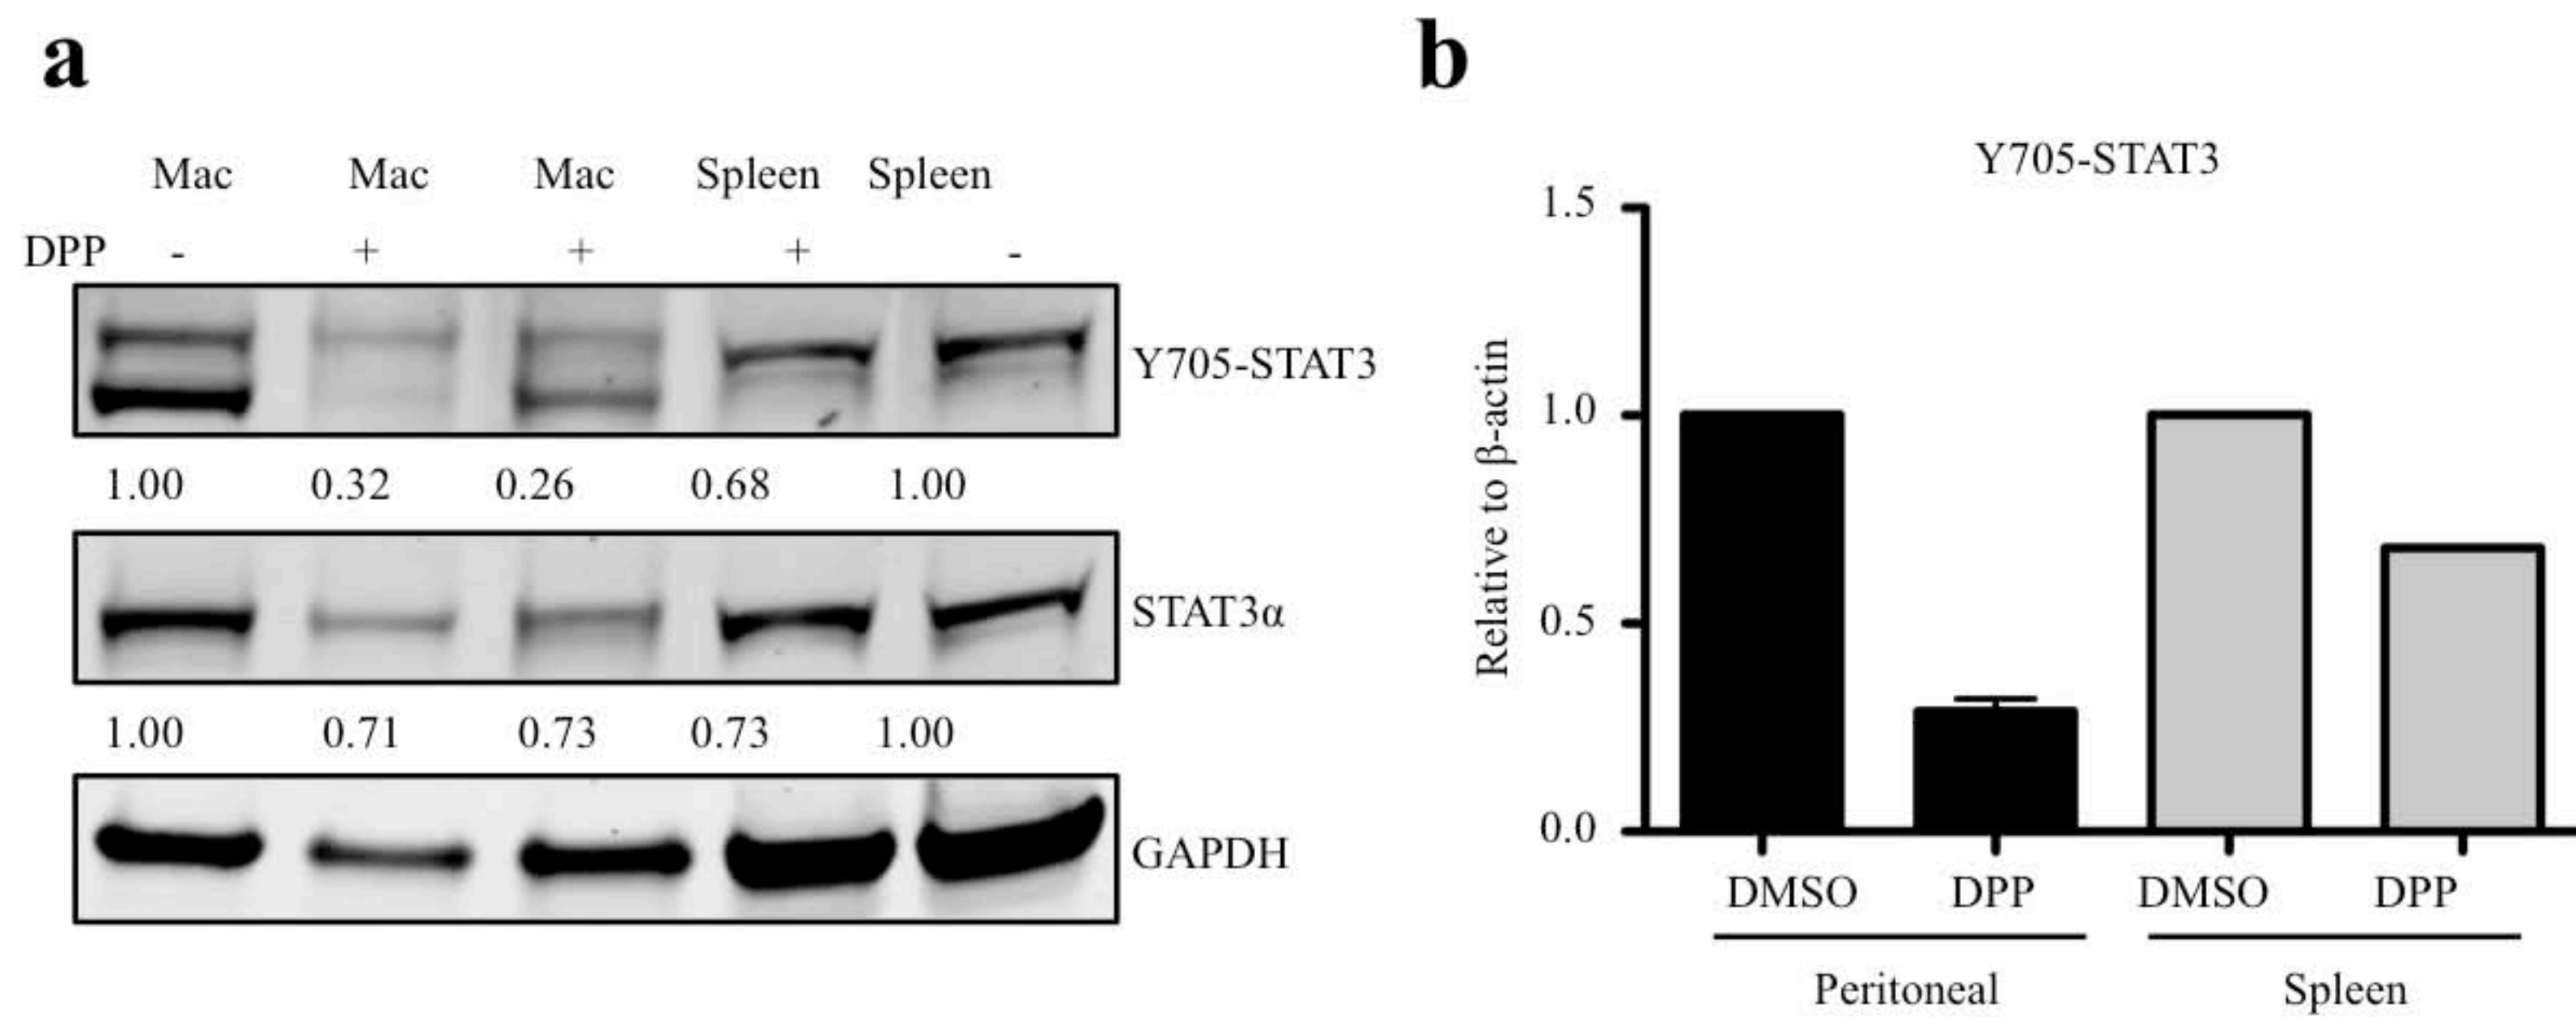 a
Mac Mac Mac Spleen Spleen
DPP - + + + -
Y705-STAT3
1.00 0.32 0.26 0.68 1.00
STAT3α
1.00 0.71 0.73 0.73 1.00
GAPDH
b
Y705-STAT3
Relative to β-actin
1.5
1.0
0.5
0.0
DMSO DPP DMSO DPP
Peritoneal Spleen